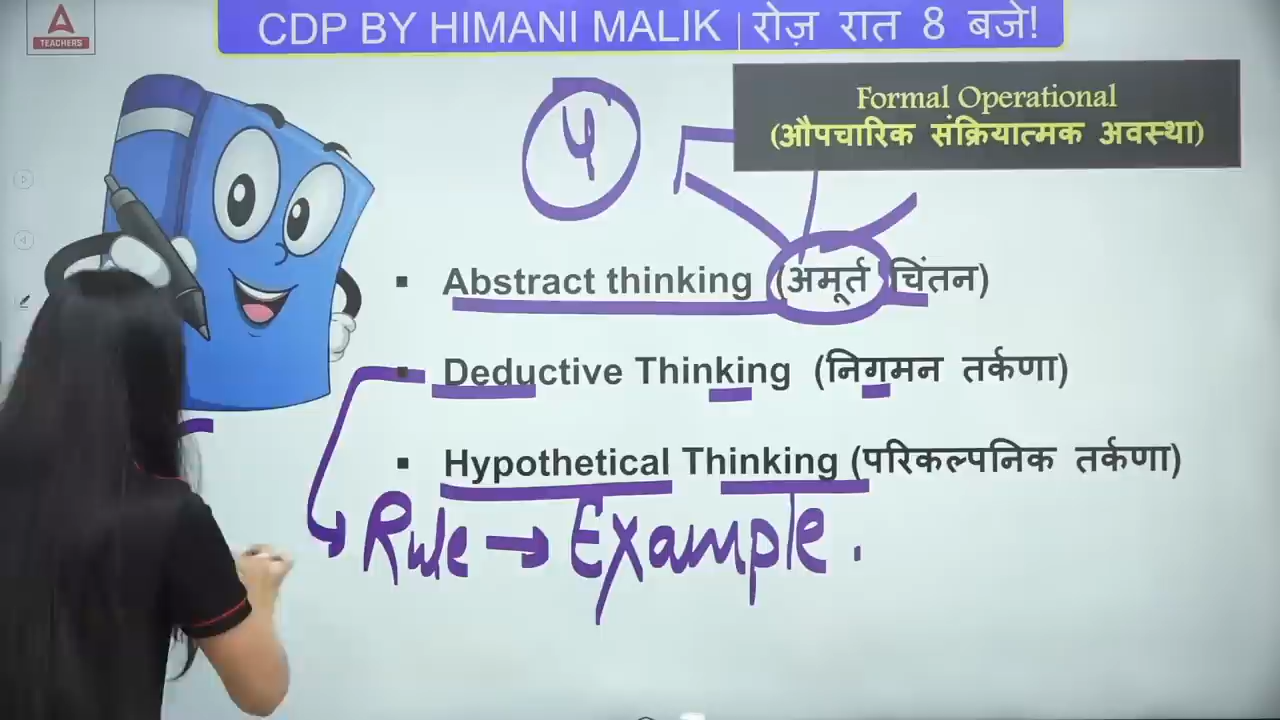 A
TEACHERS
CDP BY HIMANI MALIK | रोज़ रात 8 बजे!
Formal Operational
(औपचारिक संक्रियात्मक अवस्था)
▪ Abstract thinking (अमूर्त चिंतन)
▪ Deductive Thinking (निगमन तर्कणा)
▪ Hypothetical Thinking (परिकल्पनिक तर्कणा)
Rule → Example.